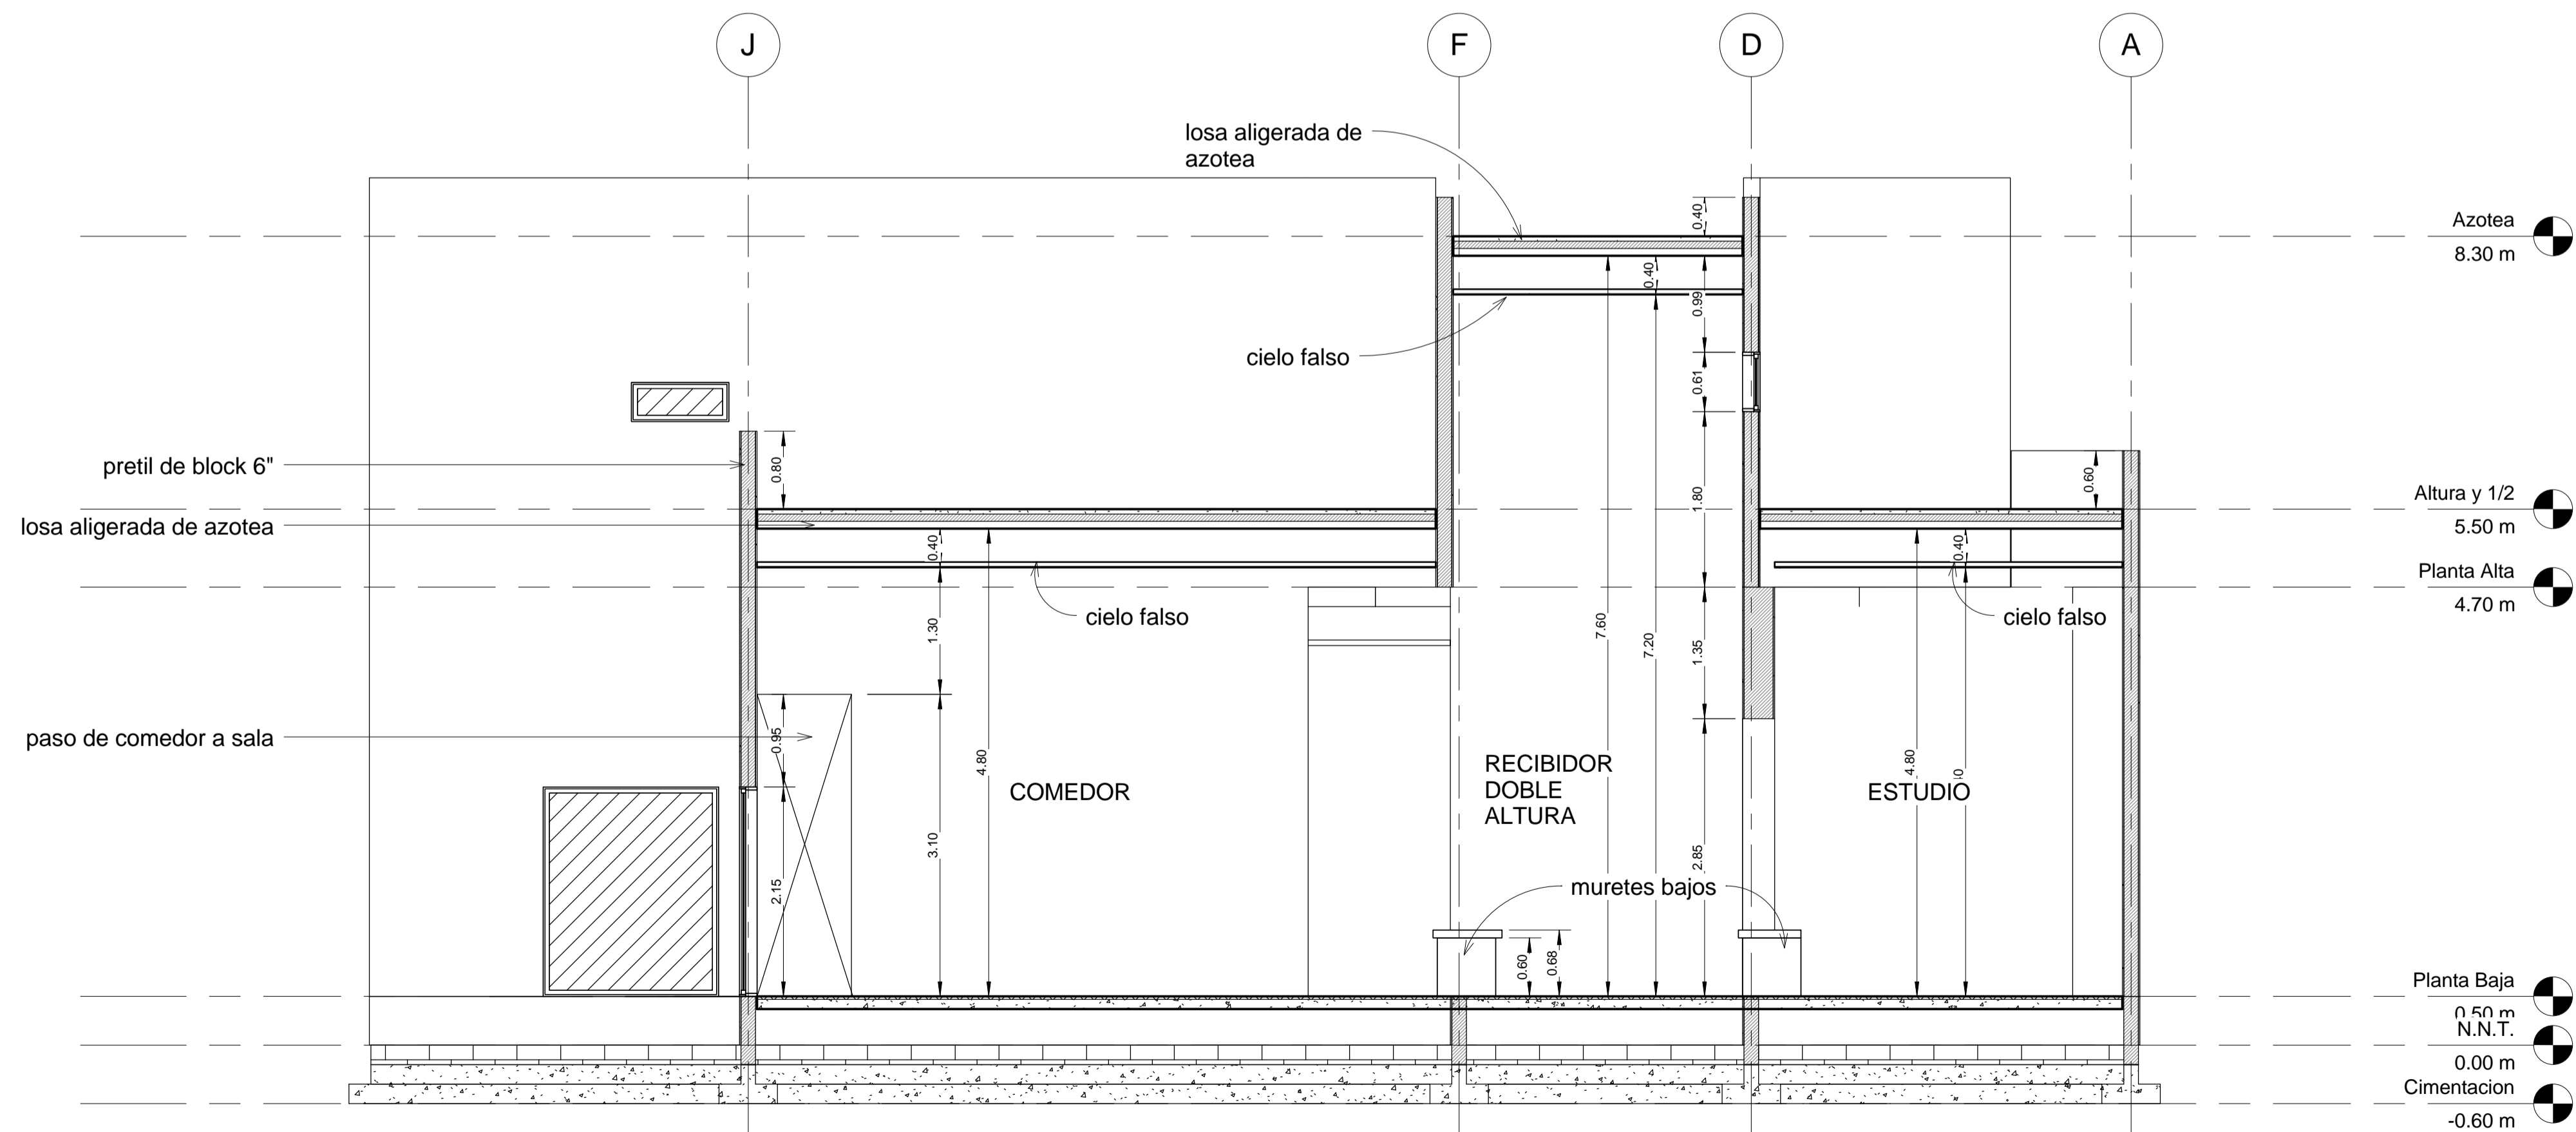 J
F
D
A
losa aligerada de
azotea
Azotea
8.30 m
0.40
0.40
0.99
cielo falso
0.61
pretil de block 6"
0.80
0.60
Altura y 1/2
5.50 m
losa aligerada de azotea
1.80
0.40
0.40
Planta Alta
4.70 m
cielo falso
cielo falso
1.30
7.60
7.20
1.35
paso de comedor a sala
0.95
4.80
4.80
COMEDOR
RECIBIDOR
DOBLE
ALTURA
ESTUDIO
3.10
2.15
2.85
muretes bajos
0.60
0.68
Planta Baja
0.50 m
N.N.T.
0.00 m
Cimentacion
-0.60 m